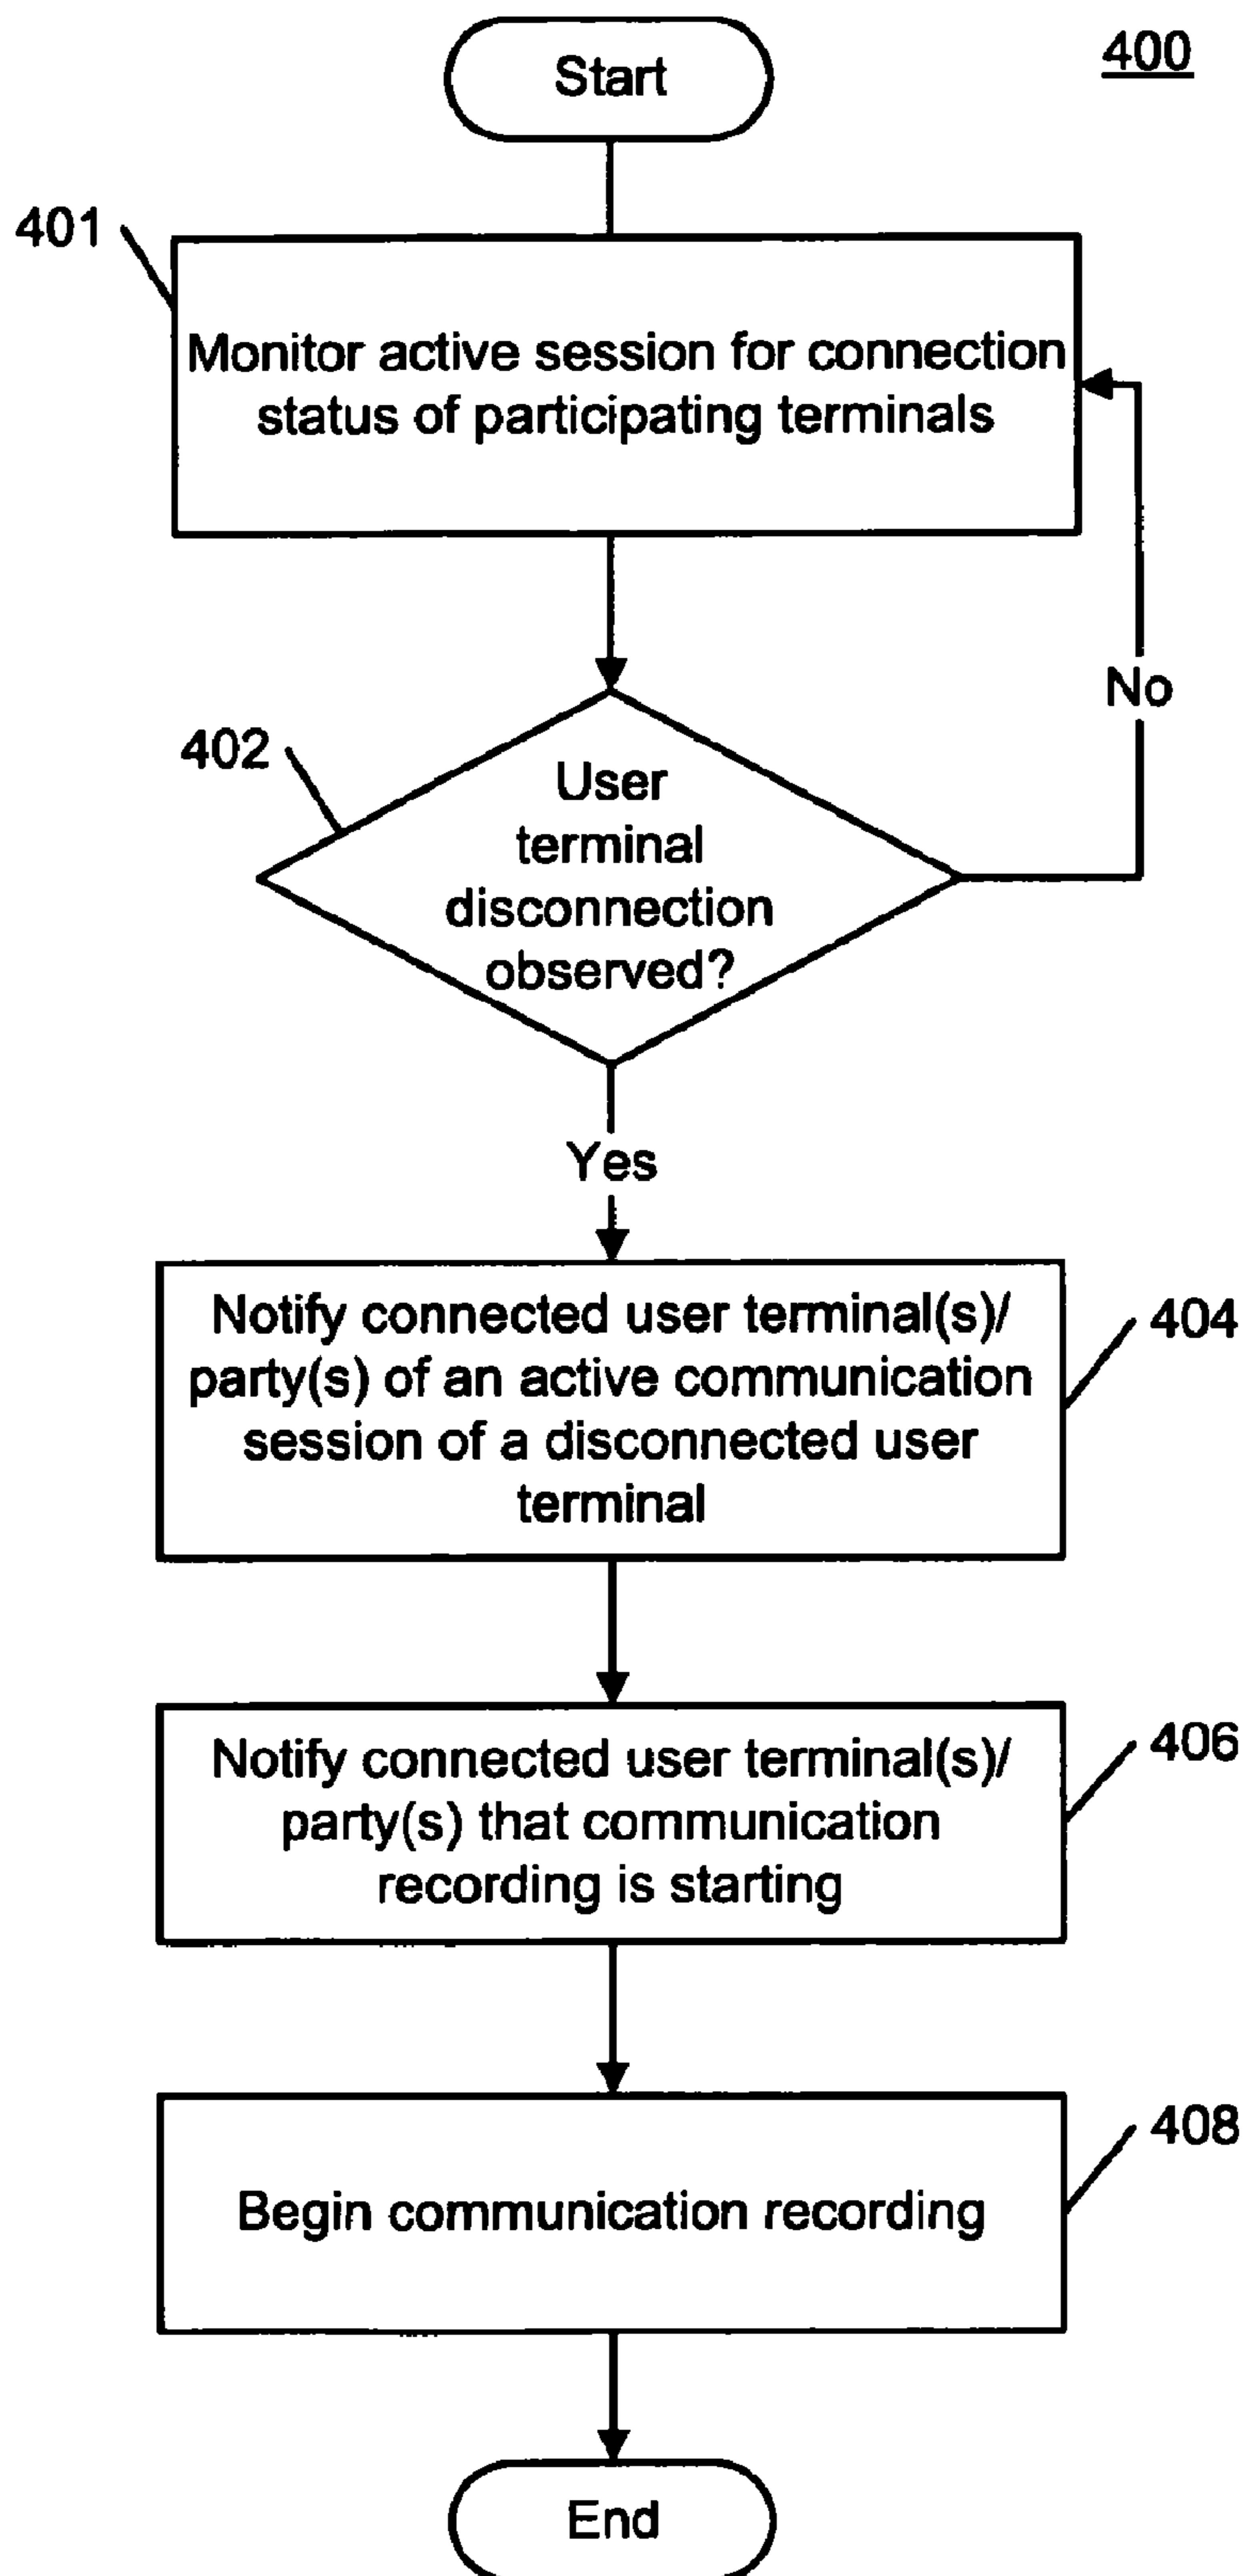 Start
400
401
Monitor active session for connection
status of participating terminals
No
402
User
terminal
disconnection
observed?
Yes
Notify connected user terminal(s)/
party(s) of an active communication
session of a disconnected user
terminal
404
Notify connected user terminal(s)/
party(s) that communication
recording is starting
406
Begin communication recording
408
End